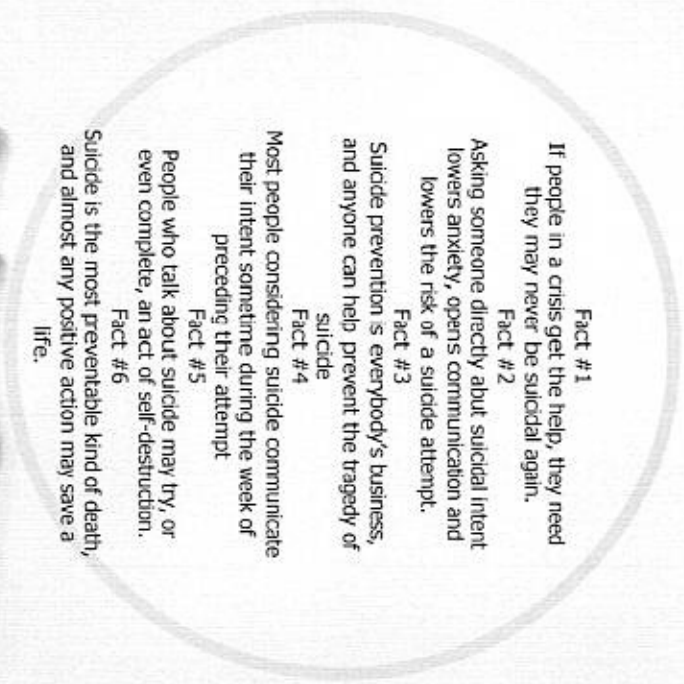 Fact #1
If people in a crisis get the help, they need
they may never be suicidal again.
Fact #2
Asking someone directly abut suicidal intent
lowers anxiety, opens communication and
lowers the risk of a suicide attempt.
Fact #3
Suicide prevention is everybody's business,
and anyone can help prevent the tragedy of
suicide
Fact #4
Most people considering suicide communicate
their intent sometime during the week of
preceding their attempt
Fact #5
People who talk about suicide may try, or
even complete, an act of self-destruction.
Fact #6
Suicide is the most preventable kind of death,
and almost any positive action may save a
life.